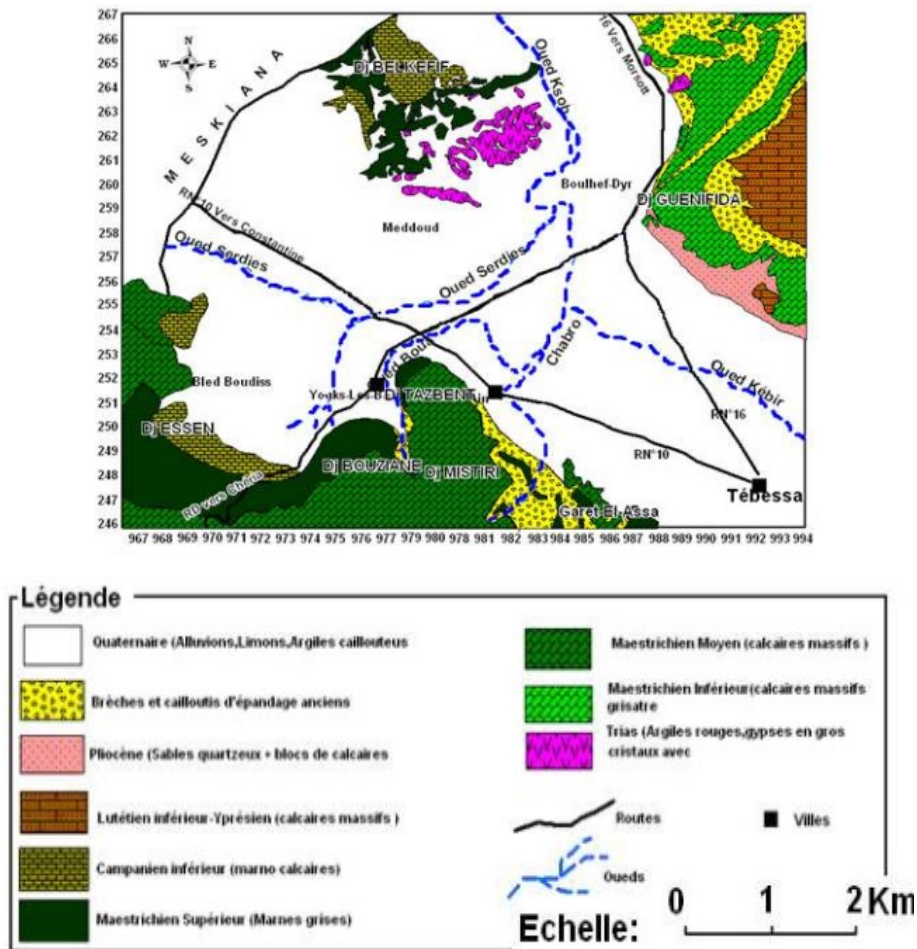 267
266
265
264
263
262
261
260
259
258
257
256
255
254
253
252
251
250
249
248
247
246
N
W E
S
MESKIANA
Dj BELKEFIF
Oued Ksob
16 Vers Morsott
Boulhef-Dyr
Dj GUENIFIDA
Meddoud
RN°10 Vers Constantine
Oued Serdies
Oued Serdies
Chabro
Oued Kébir
Bled Boudiss
Youks-Les-B
Dj TAZBENT
Dj ESSEN
Dj BOUZIANE
Dj MISTIRI
RN°16
RN°10
Tébessa
RD vers Chéria
Garet-El-Assa
967 968 969 970 971 972 973 974 976 977 979 980 978 981 982 983 984 985 986 987 988 989 990 991 992 993 994
Légende
Quaternaire (Alluvions,Limons,Argiles caillouteus
Brèches et cailloutis d'épandage anciens
Pliocène (Sables quartzeux + blocs de calcaires
Lutétien inférieur-Yprésien (calcaires massifs )
Campanien inférieur (marno calcaires)
Maestrichien Supérieur (Marnes grises)
Maestrichien Moyen (calcaires massifs )
Maestrichien Inférieur(calcaires massifs
grisatre
Trias (Argiles rouges,gypses en gros
cristaux avec
Routes
Villes
Oueds
Echelle: 0 1 2 Km